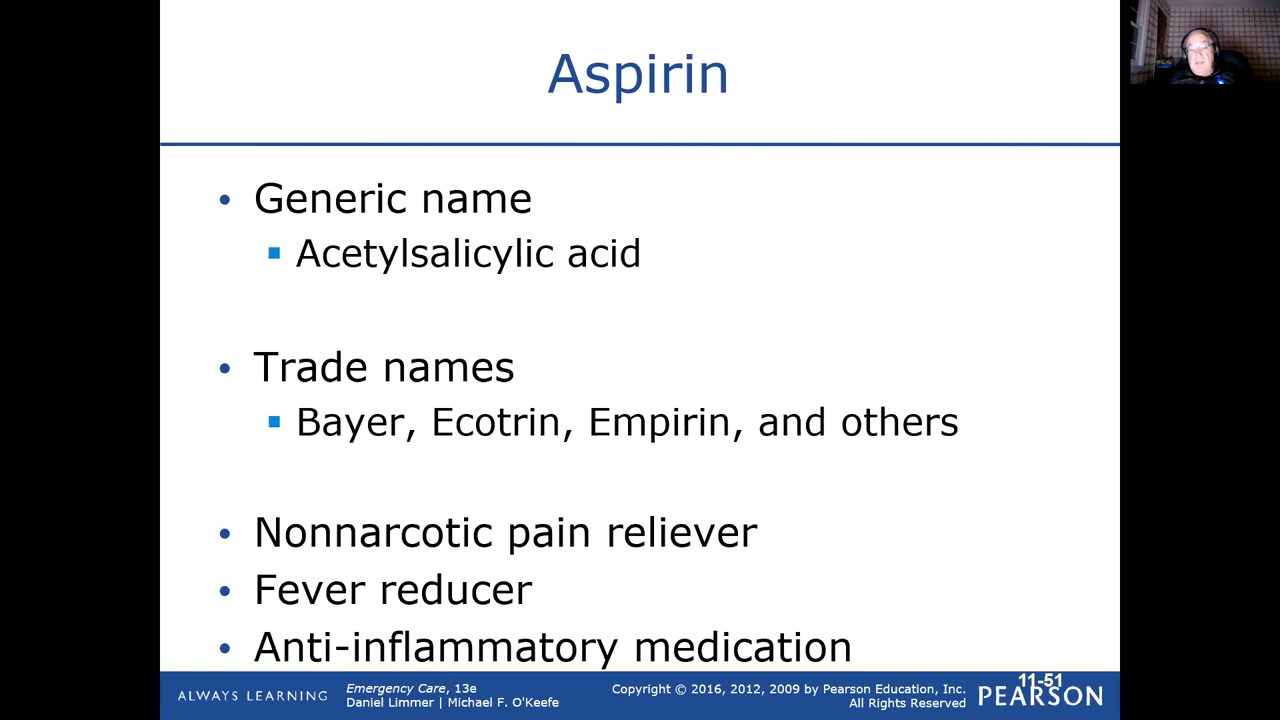 Aspirin
Generic name
Acetylsalicylic acid
Trade names
Bayer, Ecotrin, Empirin, and others
Nonnarcotic pain reliever
Fever reducer
Anti-inflammatory medication
ALWAYS LEARNING
Emergency Care, 13e
Daniel Limmer | Michael F. O'Keefe
Copyright © 2016, 2012, 2009 by Pearson Education, Inc.
All Rights Reserved
11-51
PEARSON